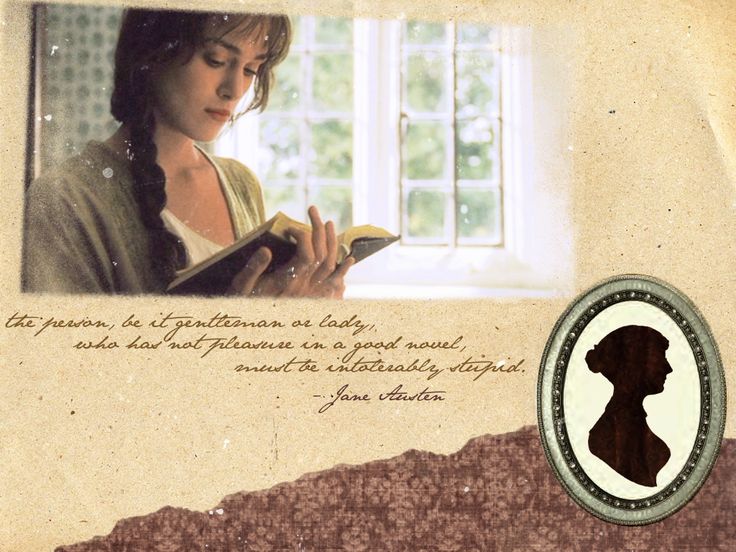 the person, be it gentleman or lady,
who has not pleasure in a good novel,
must be intolerably stupid.
- Jane Austen